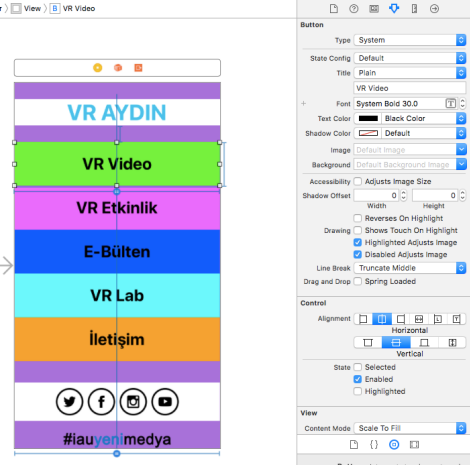 View
B
VR Video
VR AYDIN
VR Video
VR Etkinlik
E-Bülten
VR Lab
İletişim
#iauyenimedya
Button
Type System
State Config Default
Title Plain
VR Video
+ Font System Bold 30.0 T
Text Color Black Color
Shadow Color Default
Image Default Image
Background Default Background Image
Accessibility Adjusts Image Size
Shadow Offset 0 0
Width Height
Reverses On Highlight
Drawing Shows Touch On Highlight
Highlighted Adjusts Image
Disabled Adjusts Image
Line Break Truncate Middle
Drag and Drop Spring Loaded
Control
Alignment
Horizontal
Vertical
State Selected
Enabled
Highlighted
View
Content Mode Scale To Fill